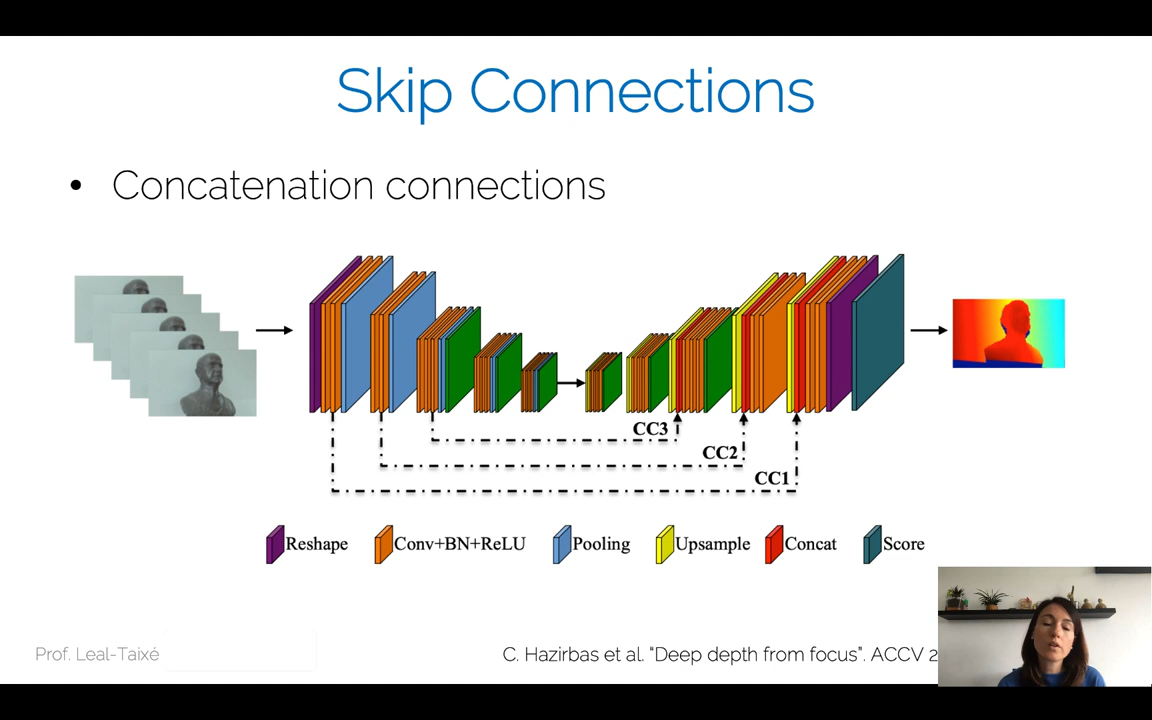 Skip Connections
• Concatenation connections
CC3
CC2
CC1
Reshape Conv+BN+ReLU Pooling Upsample Concat Score
Prof. Leal-Taixé
C. Hazirbas et al. "Deep depth from focus". ACCV 2